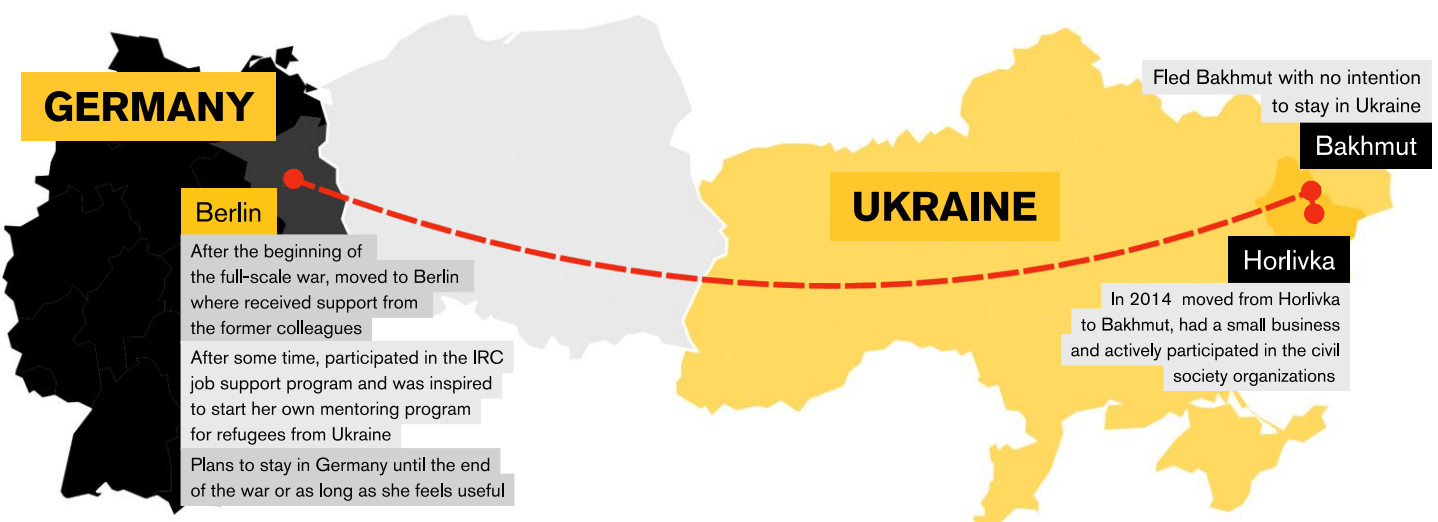 GERMANY
Berlin
After the beginning of
the full-scale war, moved to Berlin
where received support from
the former colleagues
After some time, participated in the IRC
job support program and was inspired
to start her own mentoring program
for refugees from Ukraine
Plans to stay in Germany until the end
of the war or as long as she feels useful
UKRAINE
Fled Bakhmut with no intention
to stay in Ukraine
Bakhmut
Horlivka
In 2014 moved from Horlivka
to Bakhmut, had a small business
and actively participated in the civil
society organizations